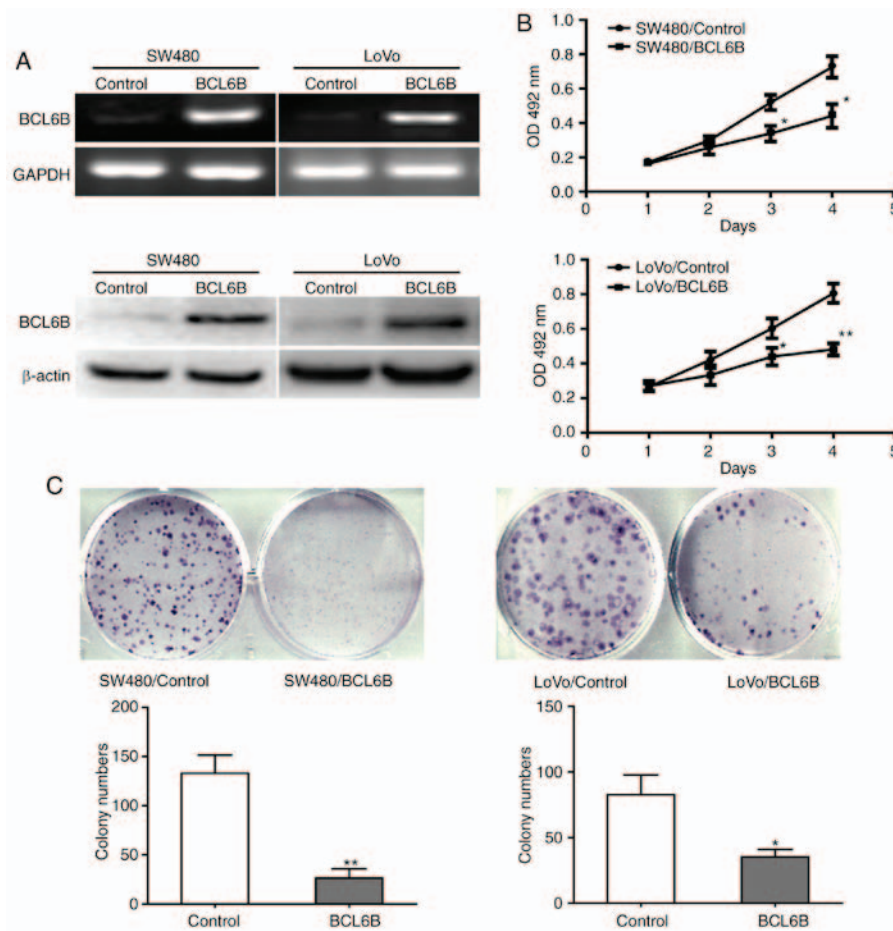 A
SW480 LoVo
Control BCL6B Control BCL6B
BCL6B
GAPDH
SW480 LoVo
Control BCL6B Control BCL6B
BCL6B
β-actin
B
SW480/Control
SW480/BCL6B
OD 492 nm
1.0
0.8
0.6
0.4
0.2
0.0
* *
0 1 2 3 4 5
Days
LoVo/Control
LoVo/BCL6B
OD 492 nm
1.0
0.8
0.6
0.4
0.2
0.0
* **
0 1 2 3 4 5
Days
C
SW480/Control SW480/BCL6B
LoVo/Control LoVo/BCL6B
Colony numbers
200
150
100
50
0
**
Control BCL6B
Colony numbers
150
100
50
0
*
Control BCL6B